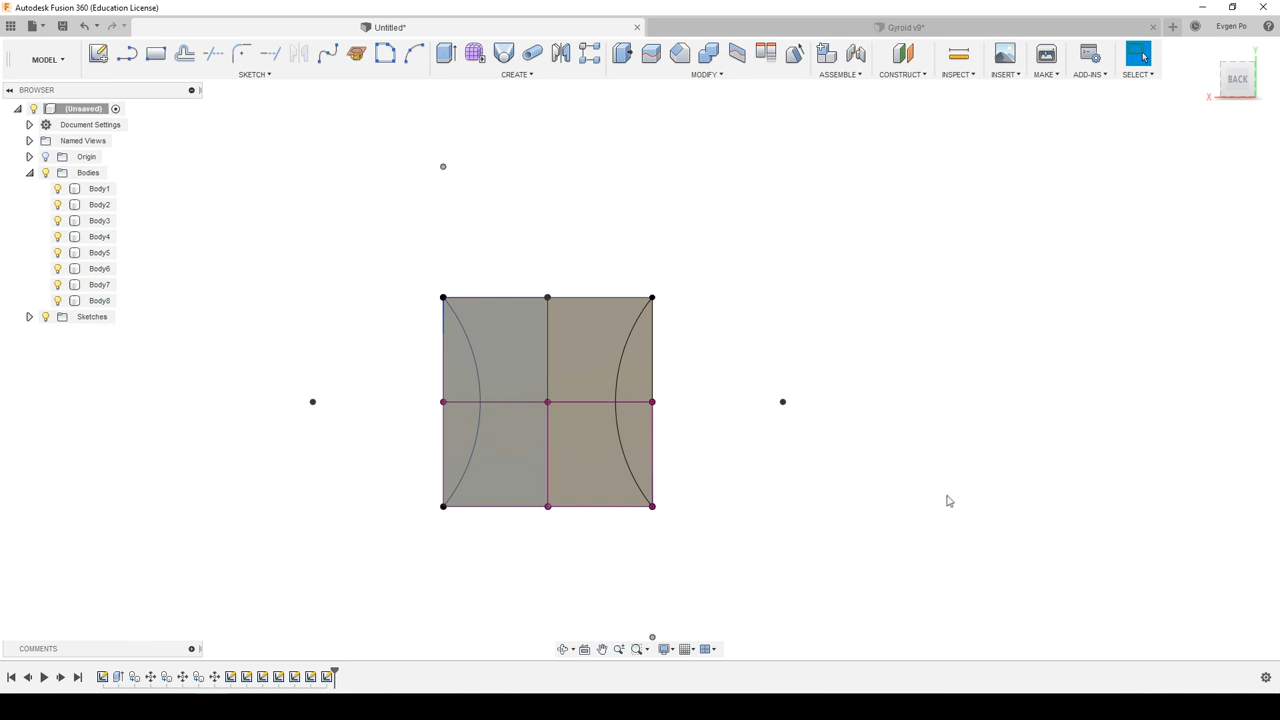 Autodesk Fusion 360 (Education License)
Untitled*
Gyroid v9*
Evgen Po
MODEL
SKETCH
CREATE
MODIFY
ASSEMBLE
CONSTRUCT
INSPECT
INSERT
MAKE
ADD-INS
SELECT
BROWSER
(Unsaved)
Document Settings
Named Views
Origin
Bodies
Body1
Body2
Body3
Body4
Body5
Body6
Body7
Body8
Sketches
Y
BACK
X
COMMENTS